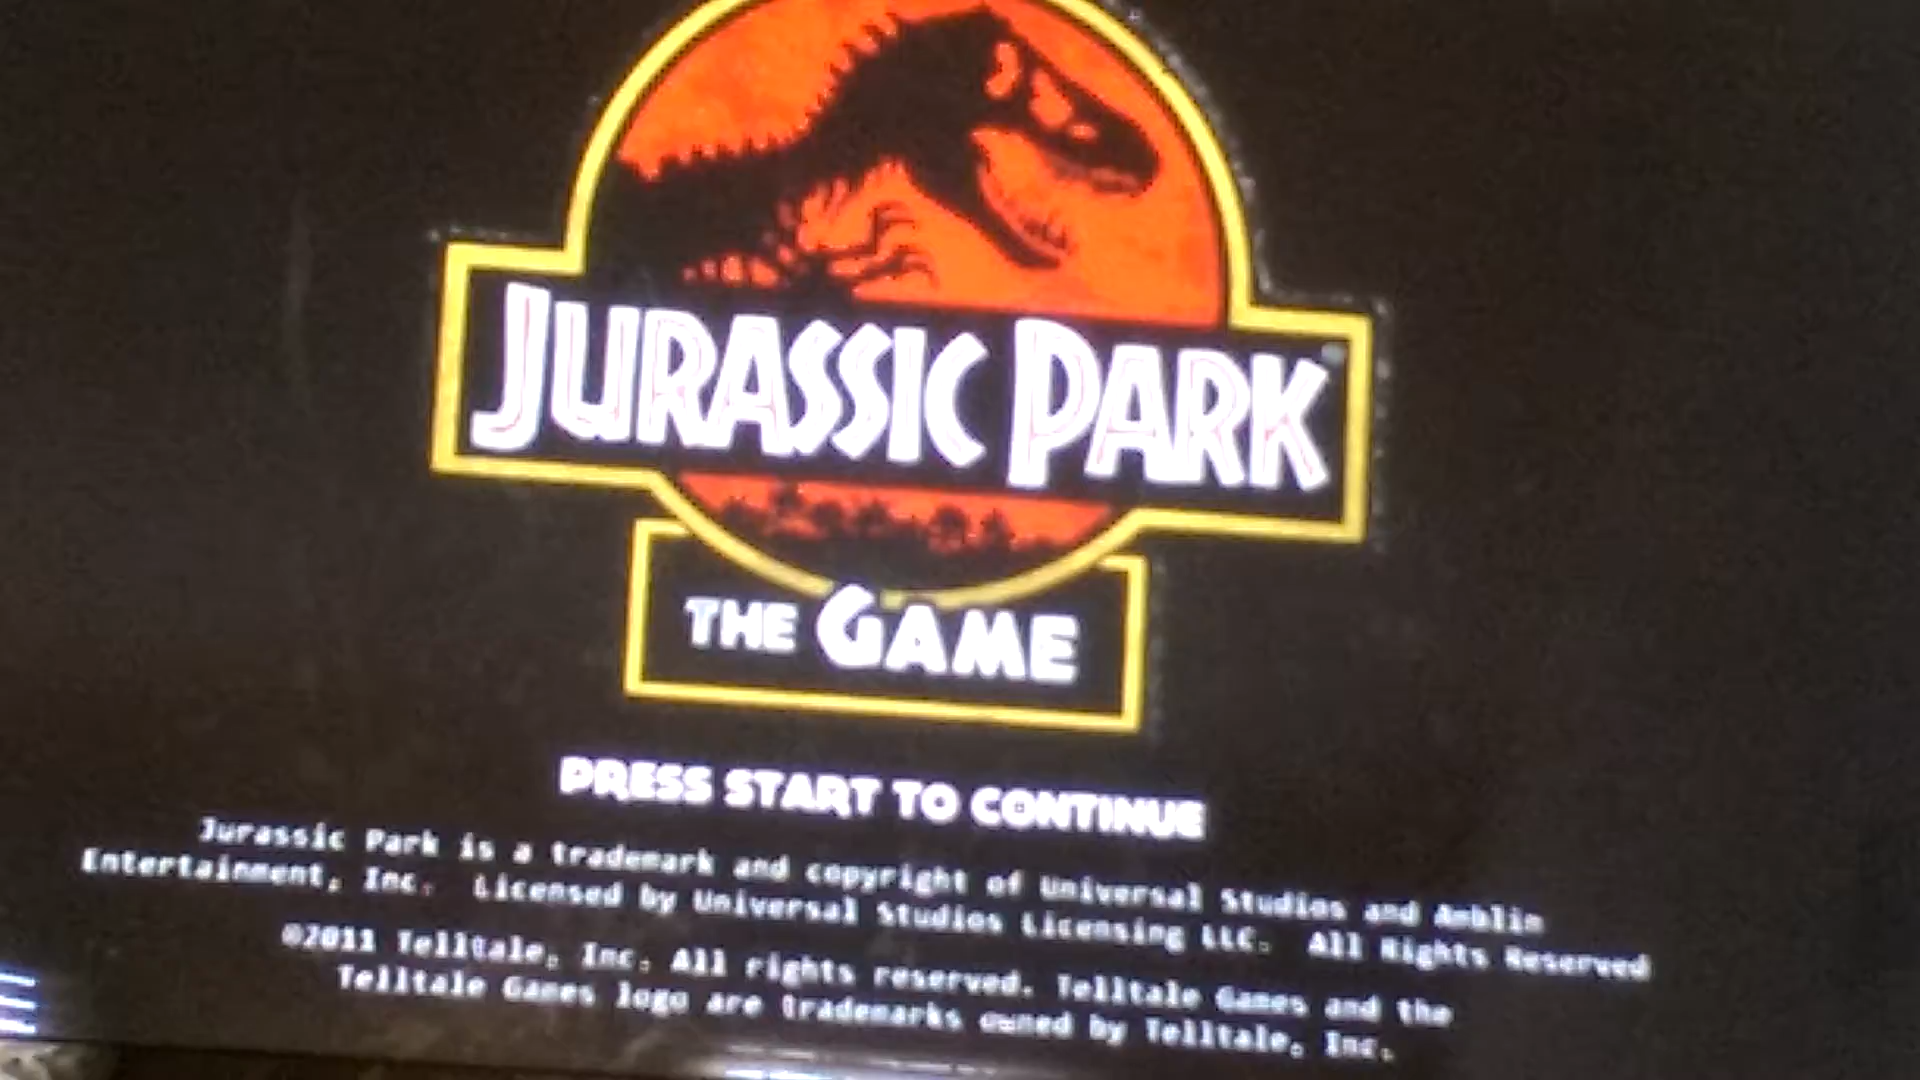 JURASSIC PARK
THE GAME
PRESS START TO CONTINUE
Jurassic Park is a trademark and copyright of Universal Studios and Amblin
Entertainment, Inc. Licensed by Universal Studios Licensing LLC. All Rights Reserved
©2011 Telltale, Inc. All rights reserved. Telltale Games and the
Telltale Games logo are trademarks owned by Telltale, Inc.